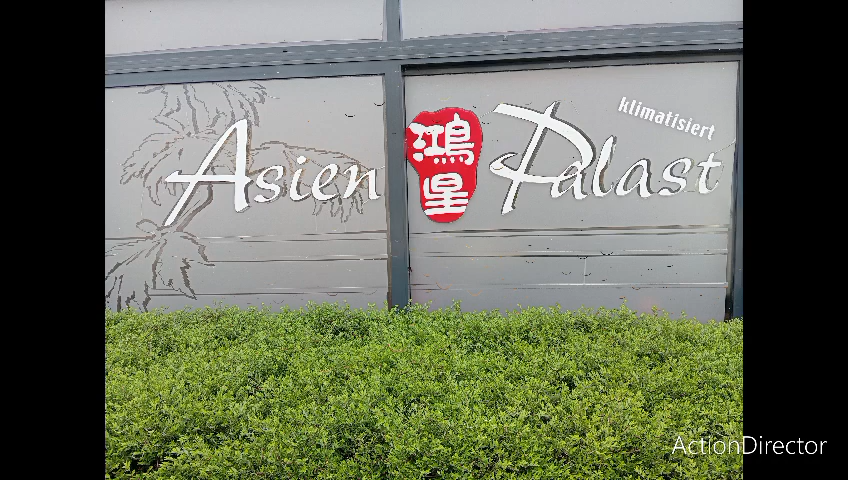 Asien 鴻星 Palast
klimatisiert
ActionDirector